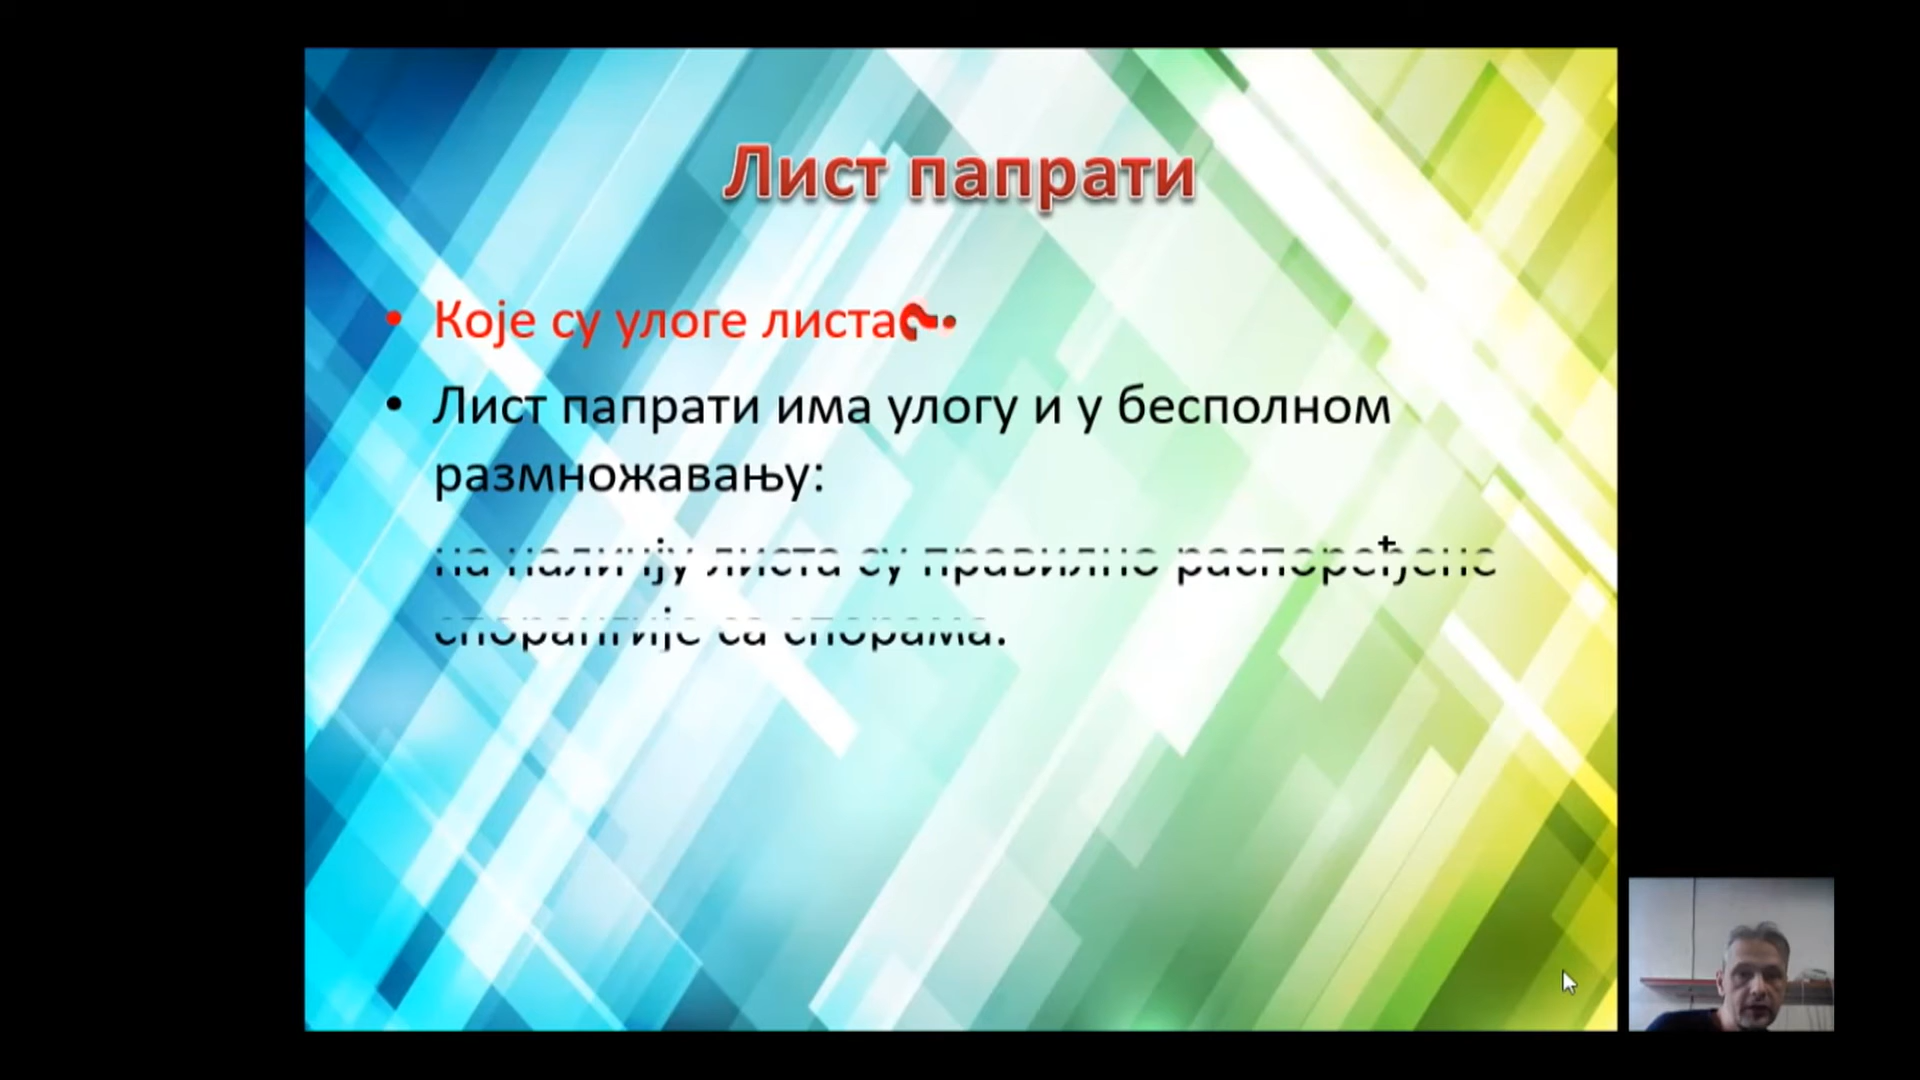 Лист папрати
• Које су улоге листа?
• Лист папрати има улогу и у бесполном
размножавању:
на наличју листа су правилно распоређене
спорангије са спорама.